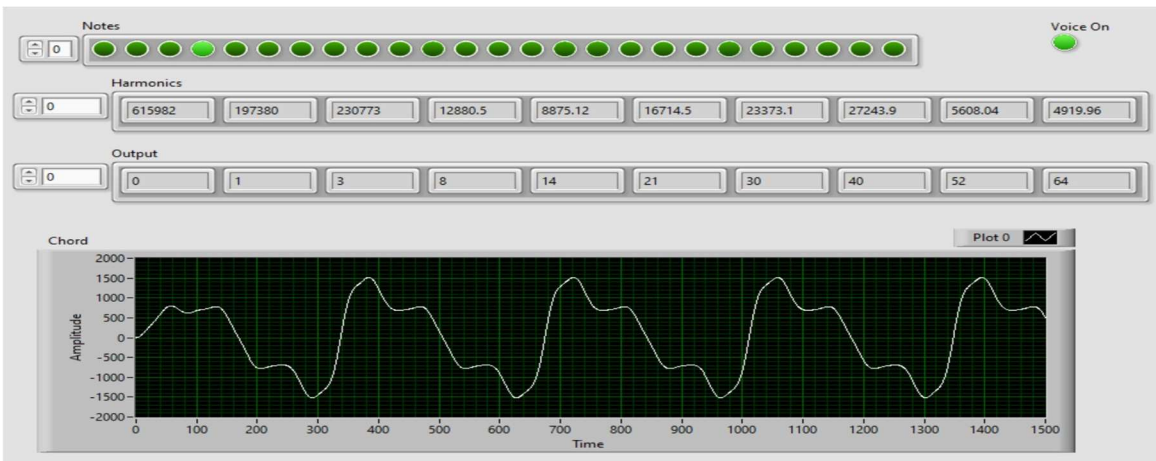 Notes
Voice On
0
Harmonics
0 615982 197380 230773 12880.5 8875.12 16714.5 23373.1 27243.9 5608.04 4919.96
Output
0 0 1 3 8 14 21 30 40 52 64
Chord
Plot 0
2000
1500
1000
500
0
-500
-1000
-1500
-2000
Amplitude
0 100 200 300 400 500 600 700 800 900 1000 1100 1200 1300 1400 1500
Time